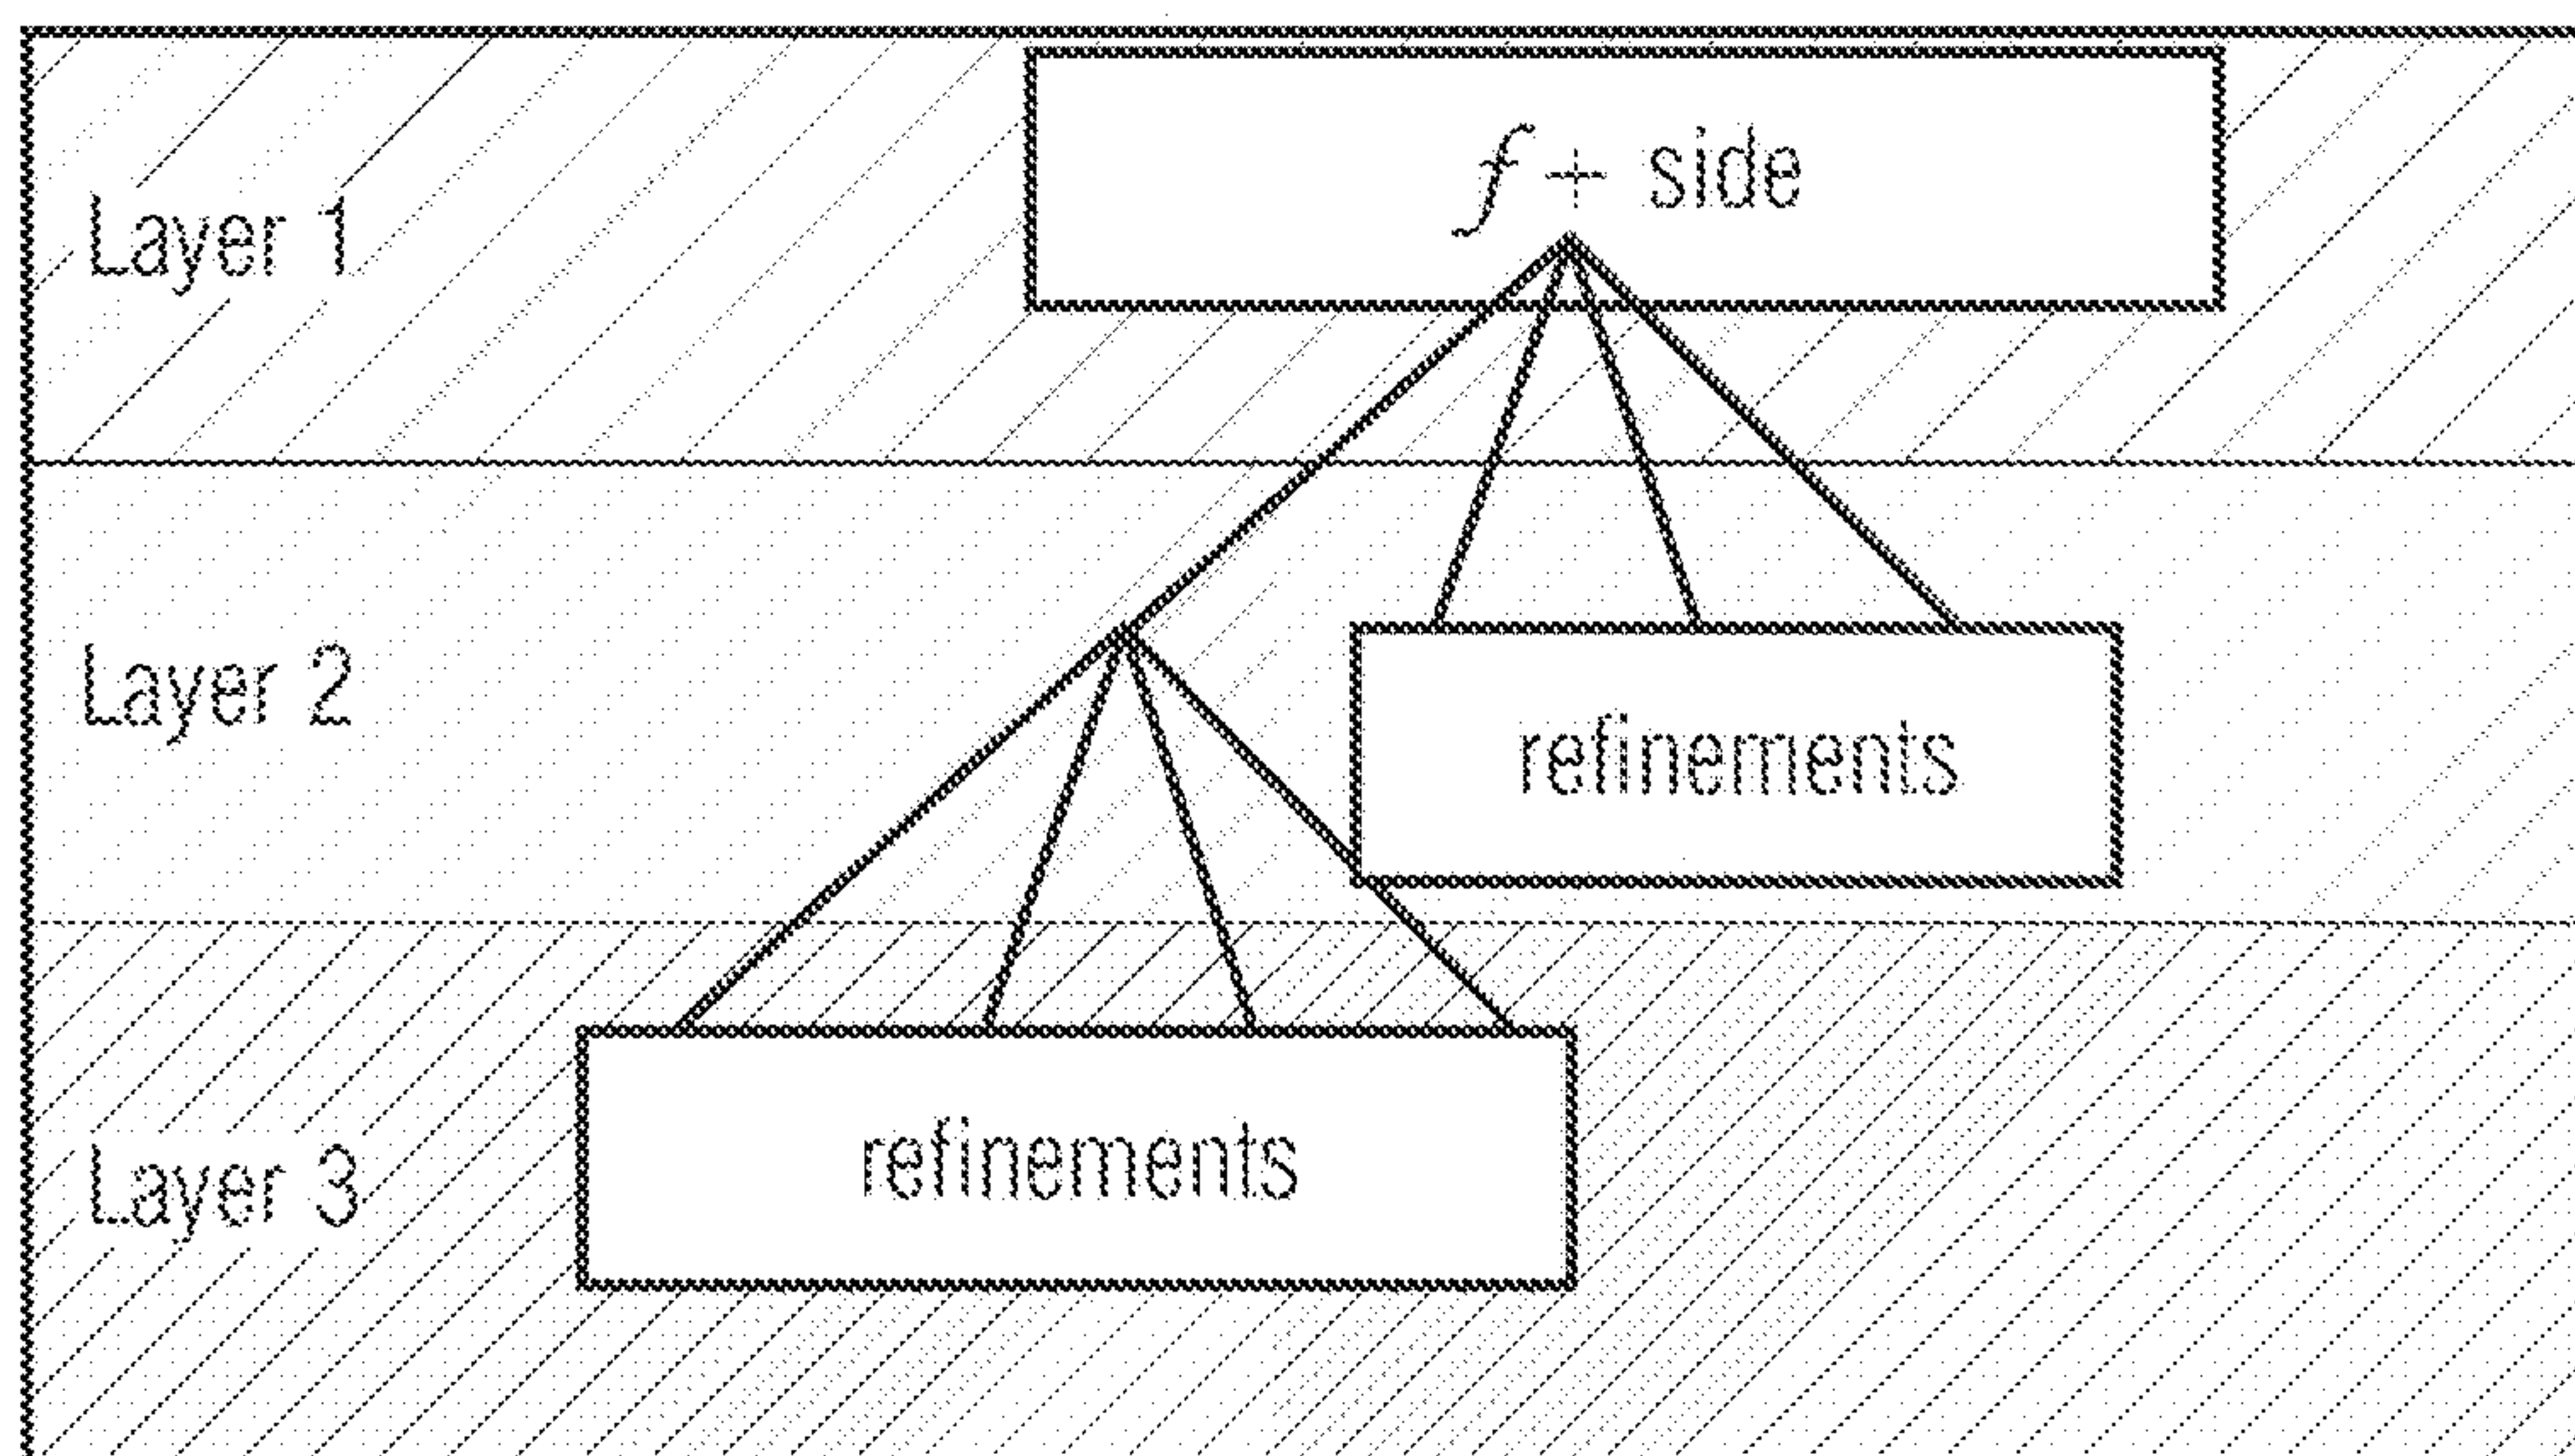 f + side
Layer 1
Layer 2
refinements
Layer 3
refinements